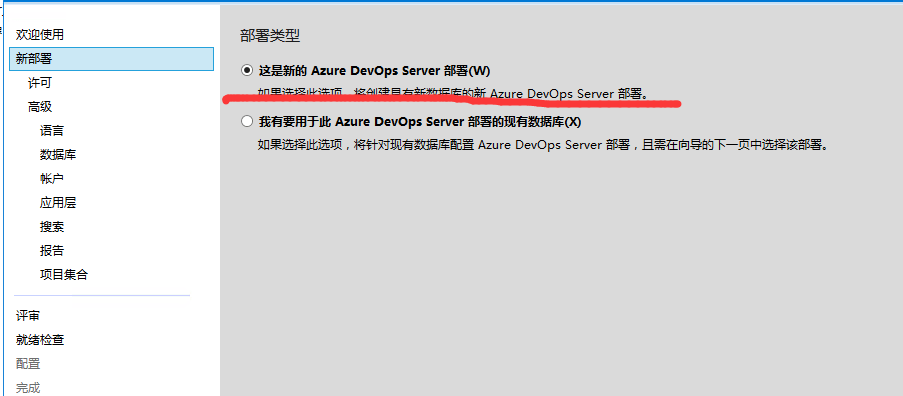 欢迎使用
新部署
许可
高级
语言
数据库
帐户
应用层
搜索
报告
项目集合
评审
就绪检查
配置
完成
部署类型
这是新的 Azure DevOps Server 部署(W)
如果选择此选项，将创建具有新数据库的新 Azure DevOps Server 部署。
我有要用于此 Azure DevOps Server 部署的现有数据库(X)
如果选择此选项，将针对现有数据库配置 Azure DevOps Server 部署，且需在向导的下一页中选择该部署。